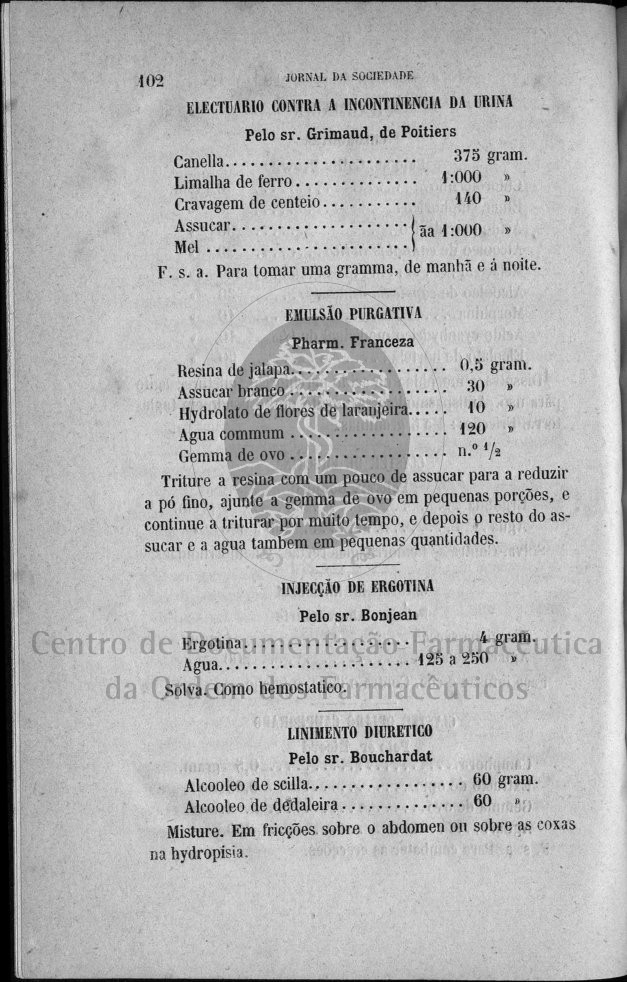 102
JORNAL DA SOCIEDADE
ELECTUARIO CONTRA A INCONTINENCIA DA URINA
Pelo sr. Grimaud, de Poitiers
Canella...................... 375 gram.
Limalha de ferro.............. 1:000 »
Cravagem de centeio........... 140 »
Assucar.....................
Mel ........................ } ãa 1:000 »
F. s. a. Para tomar uma gramma, de manhã e á noite.
EMULSÃO PURGATIVA
Pharm. Franceza
Resina de jalapa.................. 0,5 gram.
Assucar branco ................... 30 »
Hydrolato de flores de laranjeira..... 10 »
Agua commum .................. 120 »
Gemma de ovo ................... n.º 1/2
Triture a resina com um pouco de assucar para a reduzir
a pó fino, ajunte a gemma de ovo em pequenas porções, e
continue a triturar por muito tempo, e depois o resto do as-
sucar e a agua tambem em pequenas quantidades.
INJECÇÃO DE ERGOTINA
Pelo sr. Bonjean
Ergotina................... 4 gram.
Agua....................... 125 a 250 »
Solva. Como hemostatico.
Centro de Documentação Farmacêutica
da Ordem dos Farmacêuticos
LINIMENTO DIURETICO
Pelo sr. Bouchardat
Alcooleo de scilla.................. 60 gram.
Alcooleo de dedaleira.............. 60 »
Misture. Em fricções sobre o abdomen ou sobre as coxas
na hydropisia.